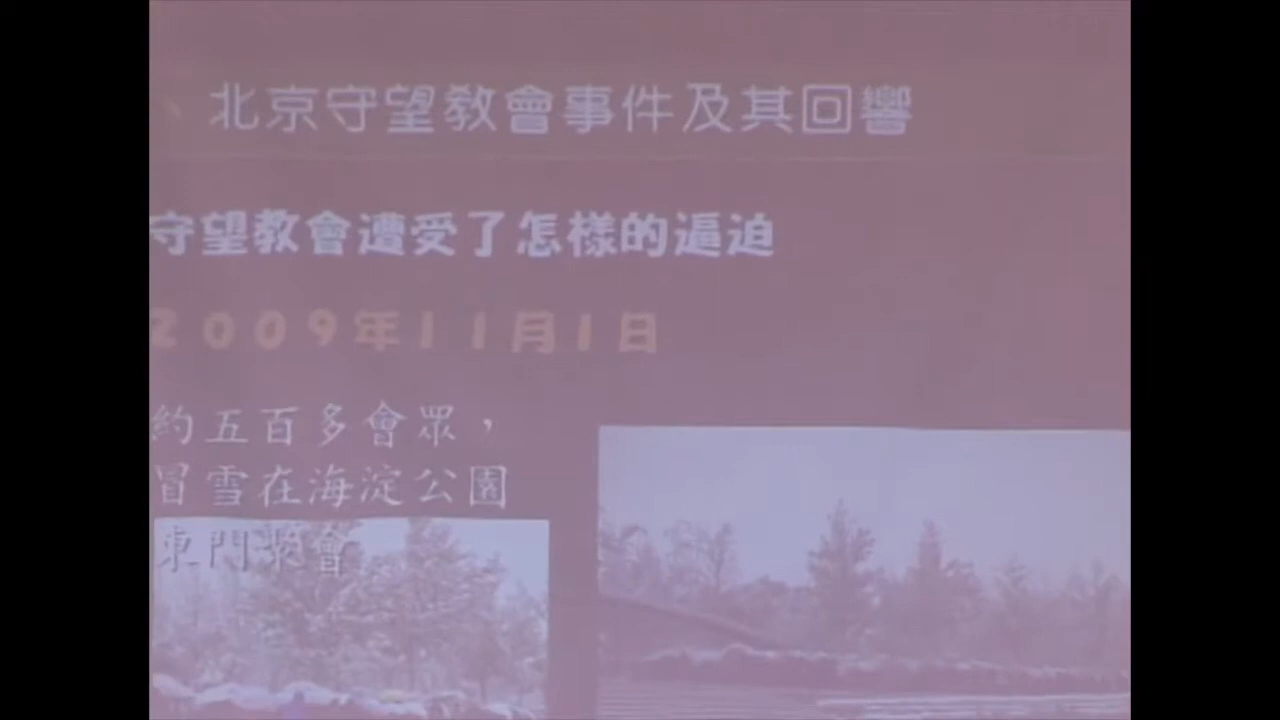 北京守望教會事件及其回響
守望教會遭受了怎樣的逼迫
2009年11月1日
約五百多會眾，
冒雪在海淀公園
東門聚會